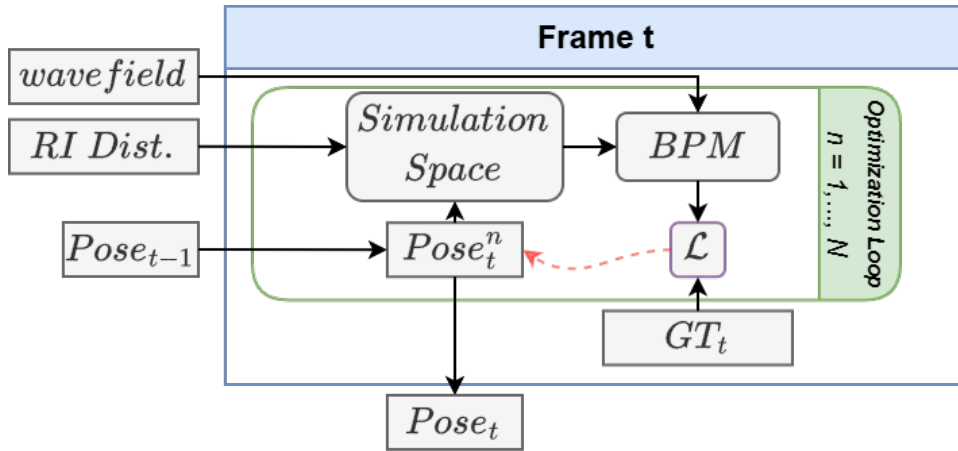 Frame t
wavefield
RI Dist.
Simulation
Space
BPM
Optimization Loop
n = 1,..., N
Pose_{t-1}
Pose_t^n
ℒ
GT_t
Pose_t